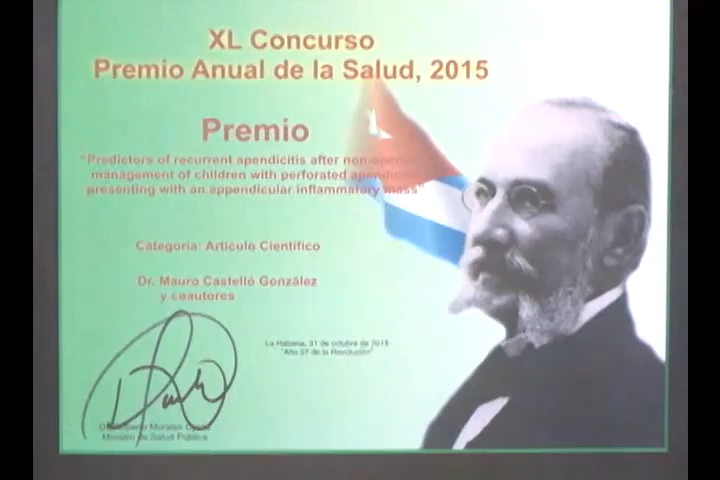 XL Concurso
Premio Anual de la Salud, 2015
Premio
"Predictors of recurrent apendicitis after
management of children with perforated
presenting with an appendicular inflammatory mass"
Categoría: Artículo Científico
Dr. Mauro Castelló González
y coautores
La Habana, 31 de octubre de 2015
"Año 57 de la Revolución"
Morales
Ministro de Salud Pública